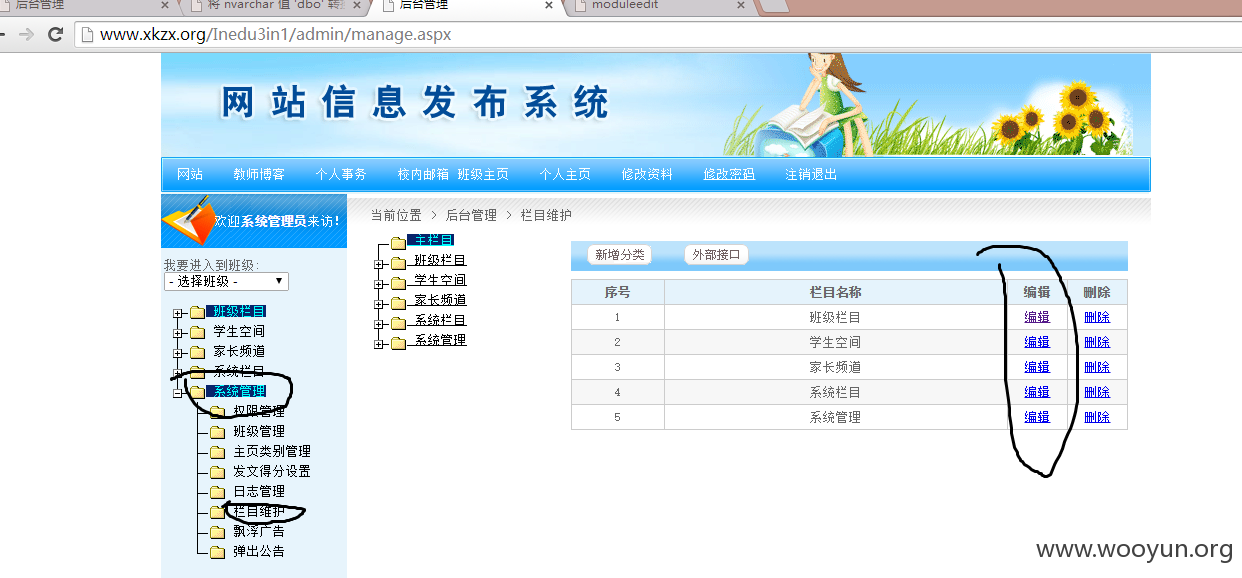 后台管理
将 nvarchar 值 'dbo' 转
后台管理
moduleedit
www.xkzx.org/Inedu3in1/admin/manage.aspx
网站信息发布系统
网站 教师博客 个人事务 校内邮箱 班级主页 个人主页 修改资料 修改密码 注销退出
欢迎系统管理员来访!
我要进入到班级:
- 选择班级 -
班级栏目
学生空间
家长频道
系统栏目
系统管理
权限管理
班级管理
主页类别管理
发文得分设置
日志管理
栏目维护
飘浮广告
弹出公告
当前位置 > 后台管理 > 栏目维护
主栏目
班级栏目
学生空间
家长频道
系统栏目
系统管理
新增分类 外部接口
序号 栏目名称 编辑 删除
1 班级栏目 编辑 删除
2 学生空间 编辑 删除
3 家长频道 编辑 删除
4 系统栏目 编辑 删除
5 系统管理 编辑 删除
www.wooyun.org